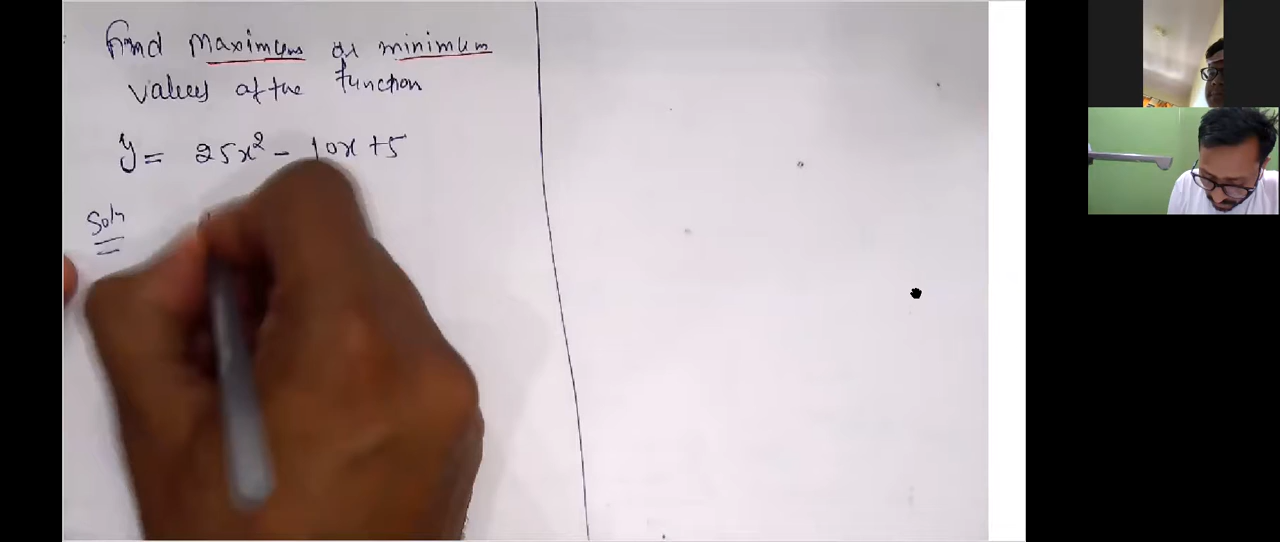 Find Maximum or minimum
values of the function
y = 25x² - 10x + 5
Soln